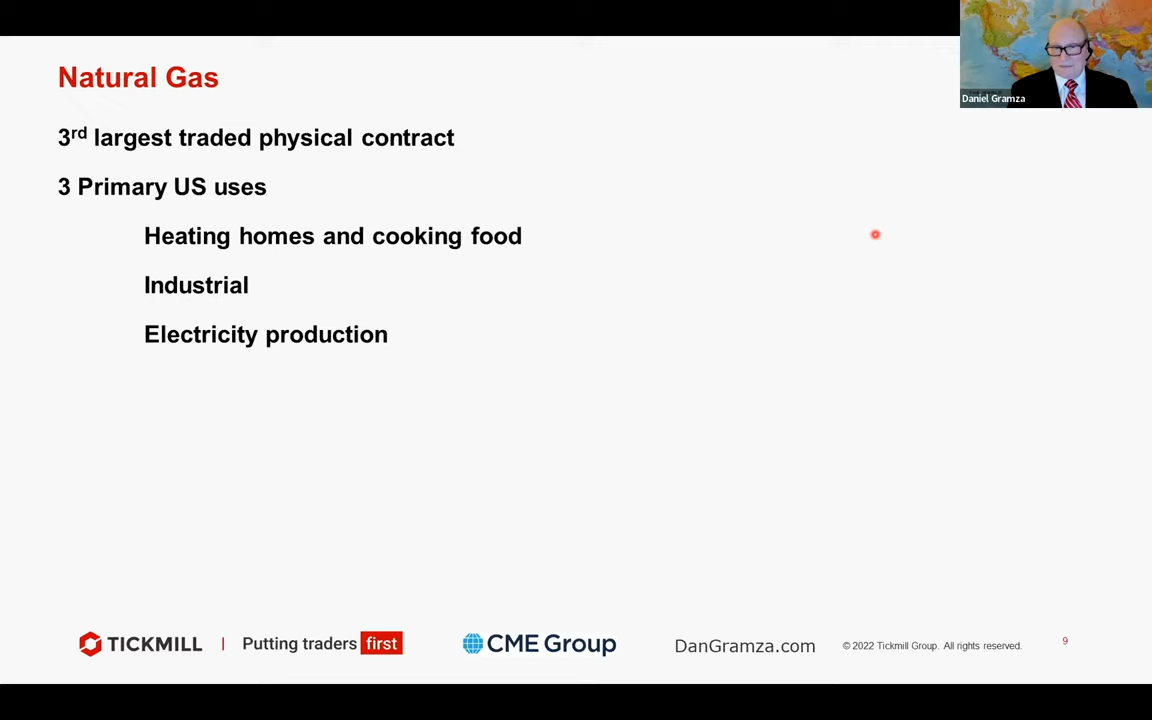 Natural Gas
Daniel Gramza
3rd largest traded physical contract
3 Primary US uses
Heating homes and cooking food
Industrial
Electricity production
TICKMILL | Putting traders first
CME Group
DanGramza.com
© 2022 Tickmill Group. All rights reserved.
9